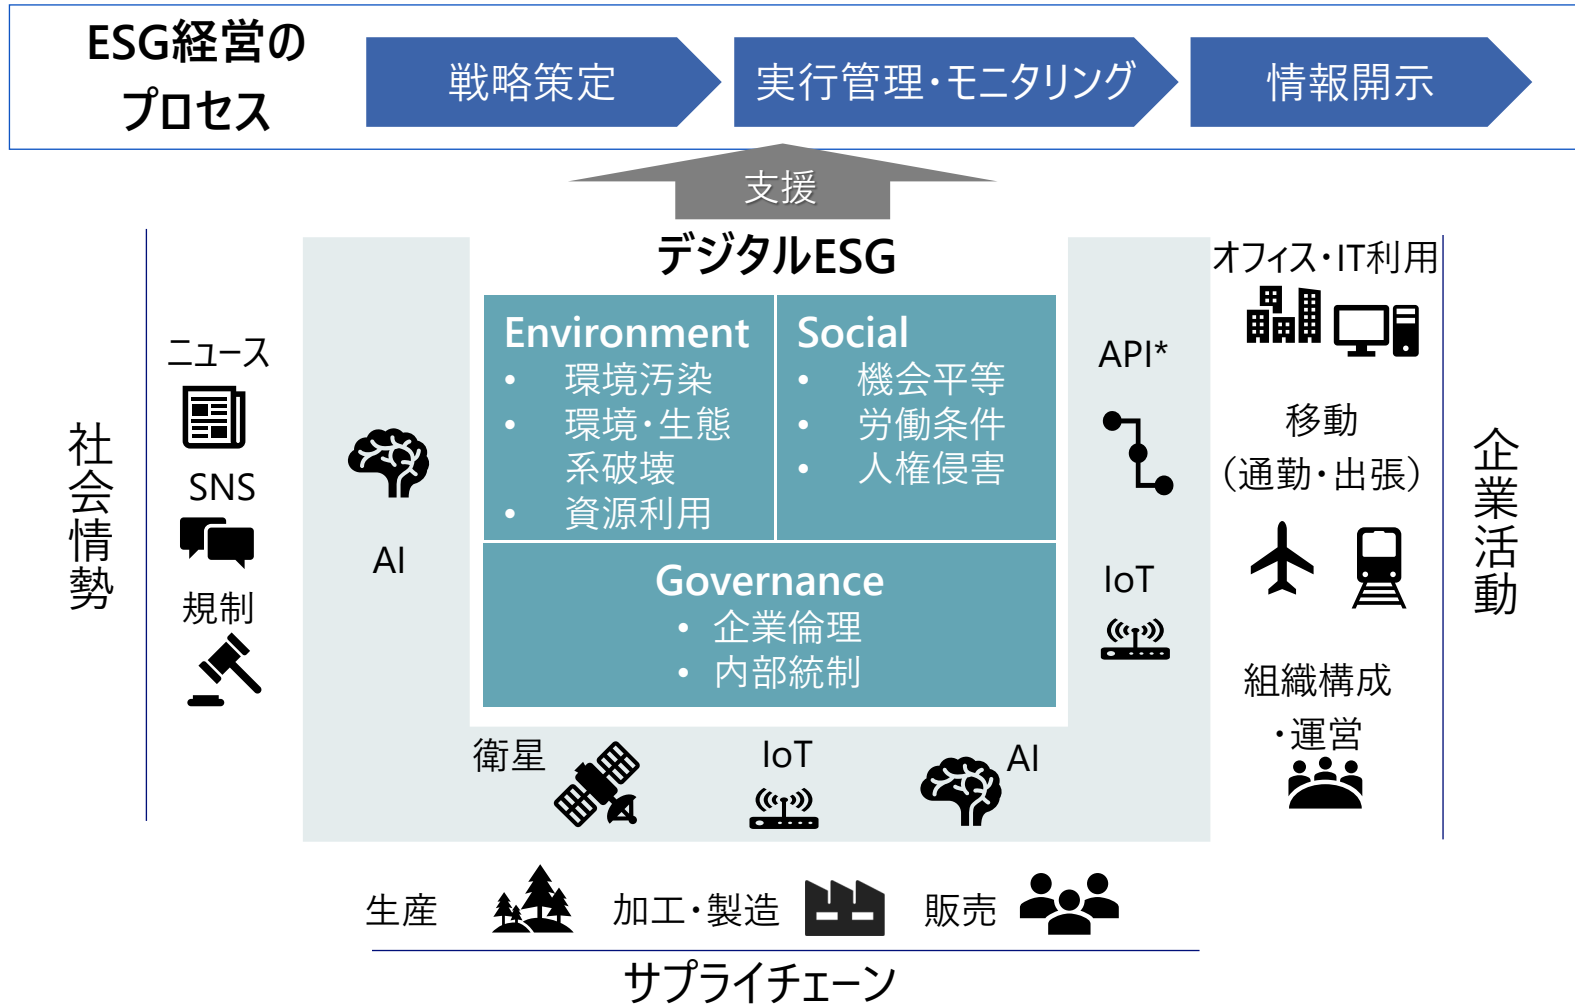 ESG経営の
プロセス
戦略策定
実行管理・モニタリング
情報開示
支援
デジタルESG
社会情勢
ニュース
SNS
規制
AI
Environment
• 環境汚染
• 環境・生態
系破壊
• 資源利用
Social
• 機会平等
• 労働条件
• 人権侵害
Governance
• 企業倫理
• 内部統制
API*
IoT
オフィス・IT利用
移動
（通勤・出張）
組織構成
・運営
企業活動
衛星
IoT
AI
生産
加工・製造
販売
サプライチェーン